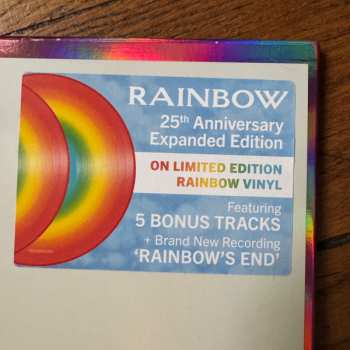 RAINBOW
25th Anniversary
Expanded Edition
ON LIMITED EDITION
RAINBOW VINYL
Featuring
5 BONUS TRACKS
+ Brand New Recording
'RAINBOW'S END'